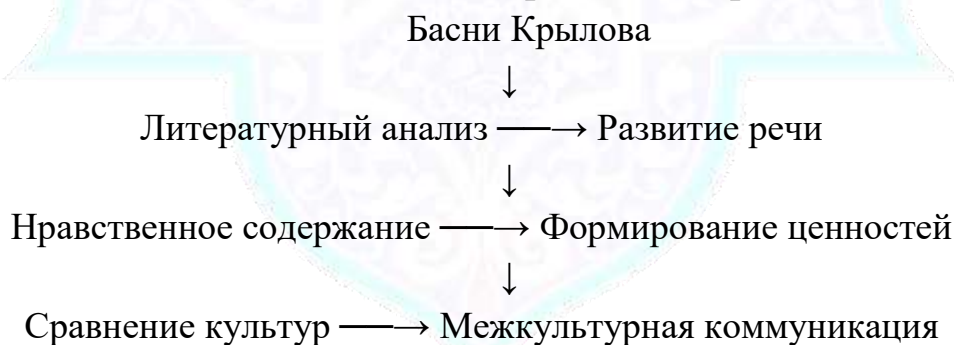 Басни Крылова
↓
Литературный анализ ──→ Развитие речи
↓
Нравственное содержание ──→ Формирование ценностей
↓
Сравнение культур ──→ Межкультурная коммуникация